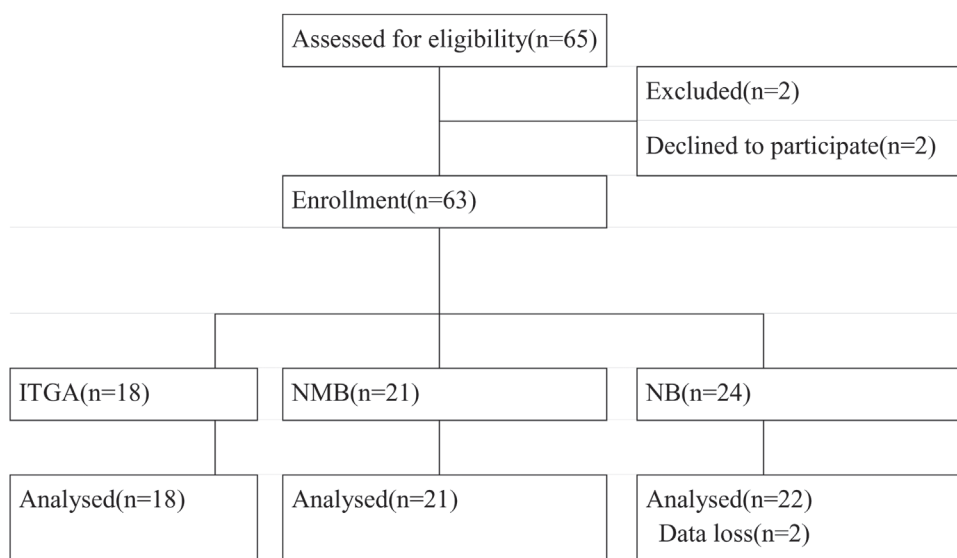 Assessed for eligibility(n=65)
Excluded(n=2)
Declined to participate(n=2)
Enrollment(n=63)
ITGA(n=18)
NMB(n=21)
NB(n=24)
Analysed(n=18)
Analysed(n=21)
Analysed(n=22)
Data loss(n=2)